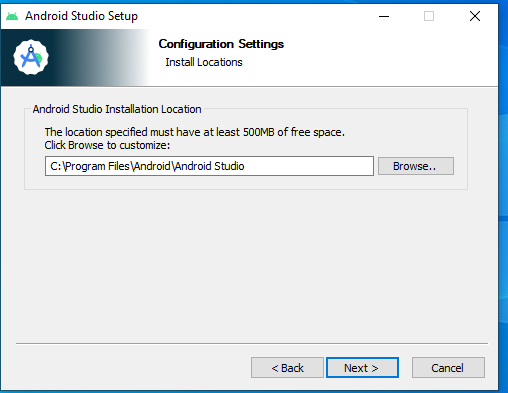 Android Studio Setup
Configuration Settings
Install Locations
Android Studio Installation Location
The location specified must have at least 500MB of free space.
Click Browse to customize:
C:\Program Files\Android\Android Studio
Browse..
< Back
Next >
Cancel